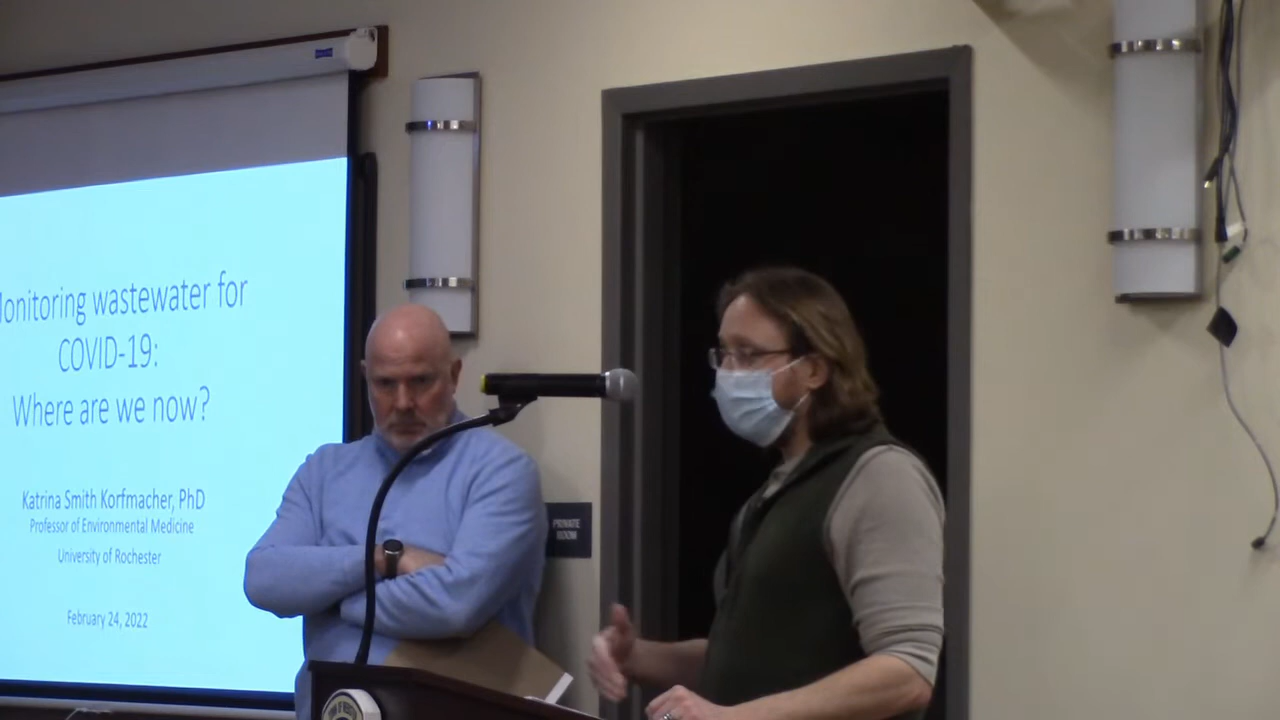 onitoring wastewater for
COVID-19:
Where are we now?
Katrina Smith Korfmacher, PhD
Professor of Environmental Medicine
University of Rochester
February 24, 2022
PRIVATE
ROOM